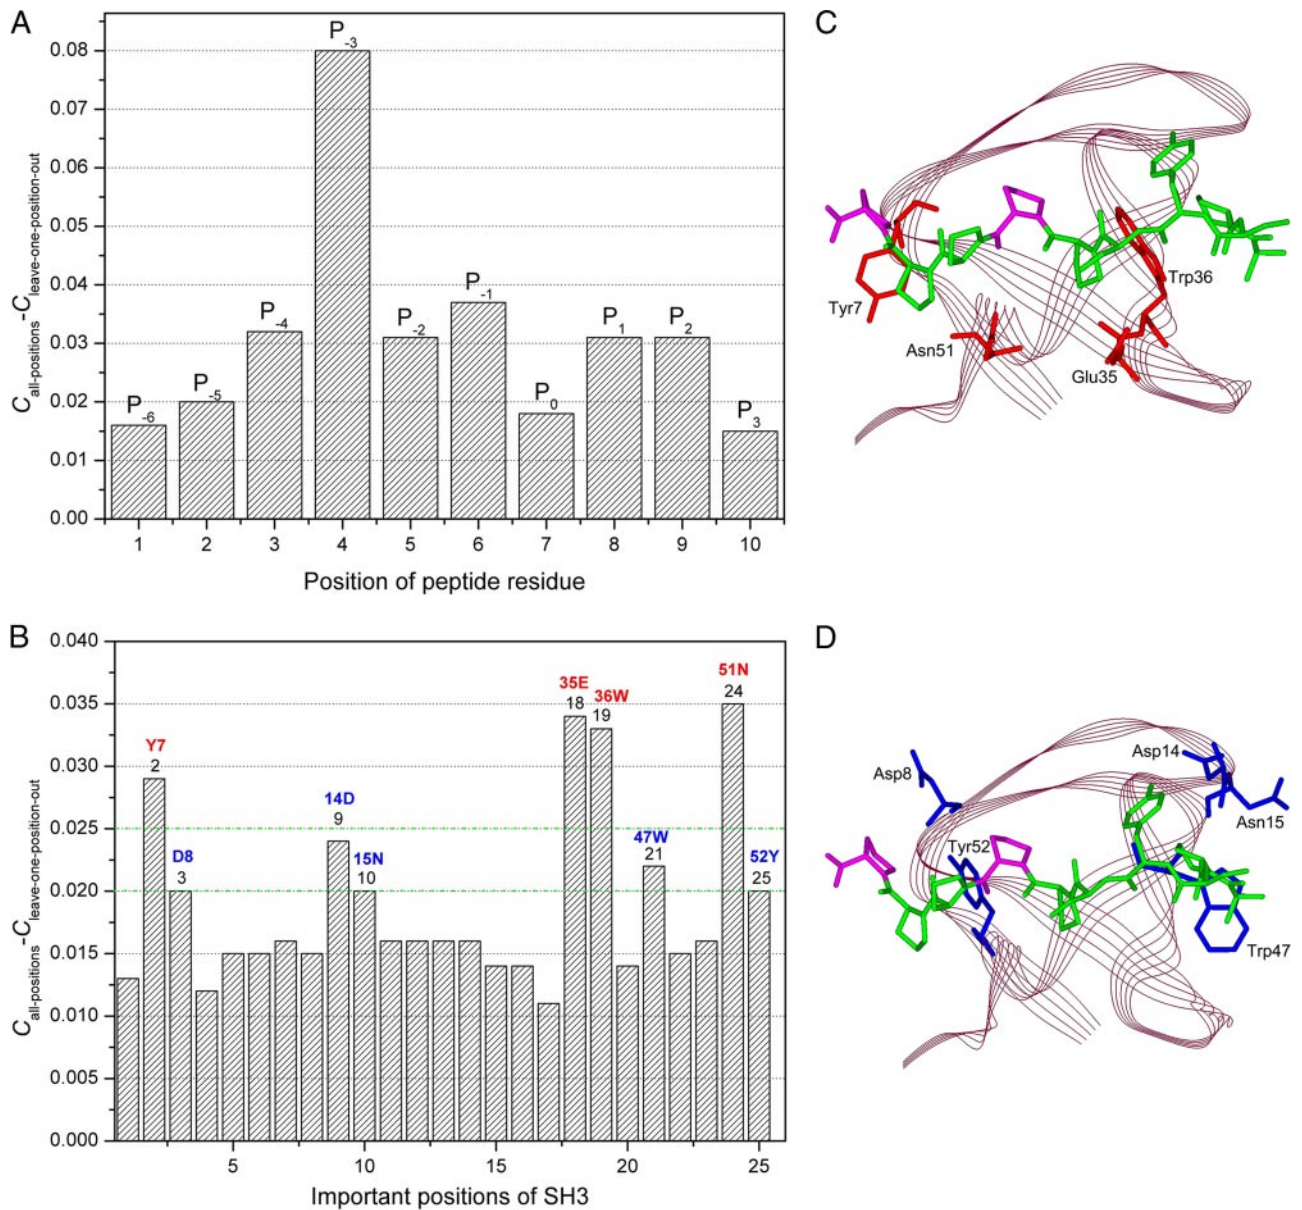 A
C all-positions - C leave-one-position-out
0.08
0.07
0.06
0.05
0.04
0.03
0.02
0.01
0.00
P-6
P-5
P-4
P-3
P-2
P-1
P0
P1
P2
P3
1 2 3 4 5 6 7 8 9 10
Position of peptide residue
C
Tyr7
Asn51
Trp36
Glu35
B
C all-positions - C leave-one-position-out
0.040
0.035
0.030
0.025
0.020
0.015
0.010
0.005
0.000
Y7
2
D8
3
14D
9
15N
10
35E
18
36W
19
47W
21
51N
24
52Y
25
5 10 15 20 25
Important positions of SH3
D
Asp8
Asp14
Asn15
Tyr52
Trp47